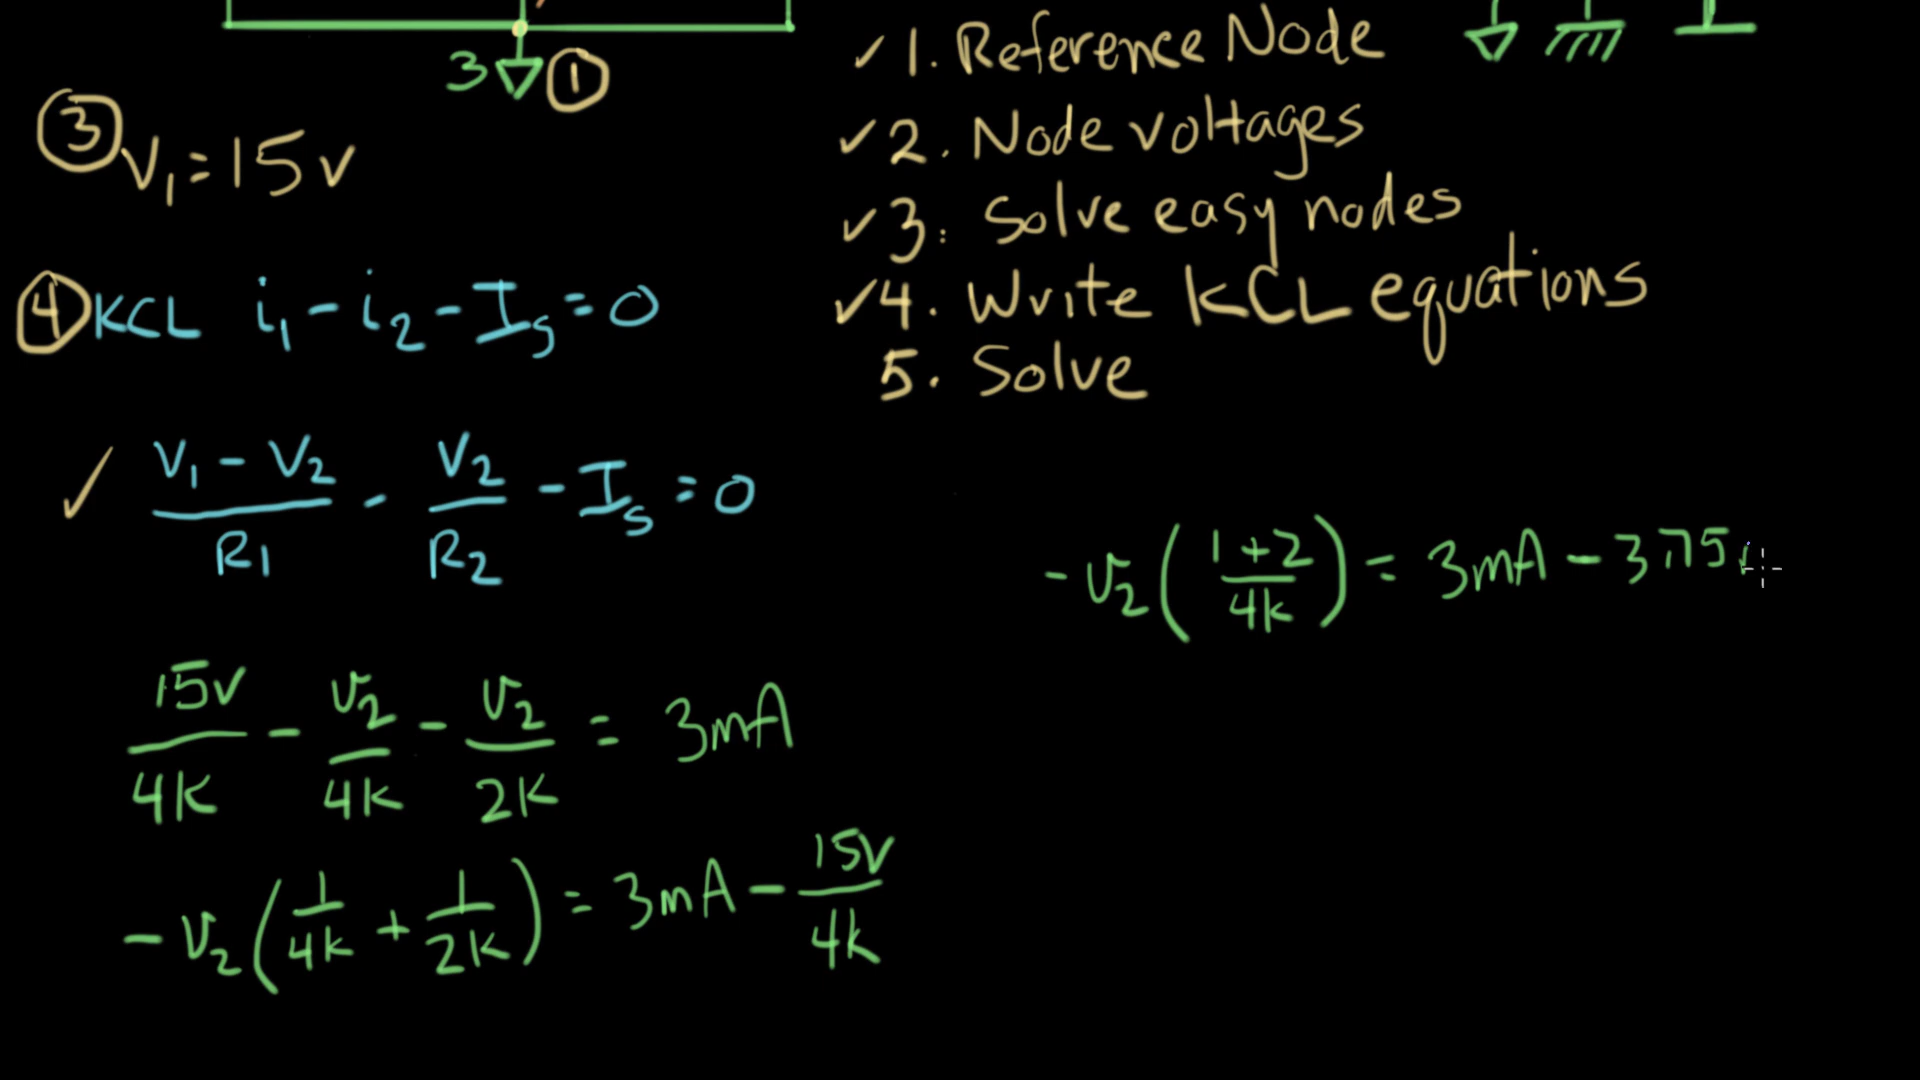 3 ①
✓ 1. Reference Node
✓ 2. Node voltages
✓ 3. Solve easy nodes
✓ 4. Write KCL equations
5. Solve
③ V₁ = 15 V
④ KCL i₁ - i₂ - Iₛ = 0
✓ (V₁ - V₂)/R1 - V₂/R₂ - Iₛ = 0
15V/4K - v₂/4K - v₂/2K = 3mA
- v₂(1/4K + 1/2K) = 3mA - 15V/4K
- v₂((1+2)/4K) = 3mA - 3.75